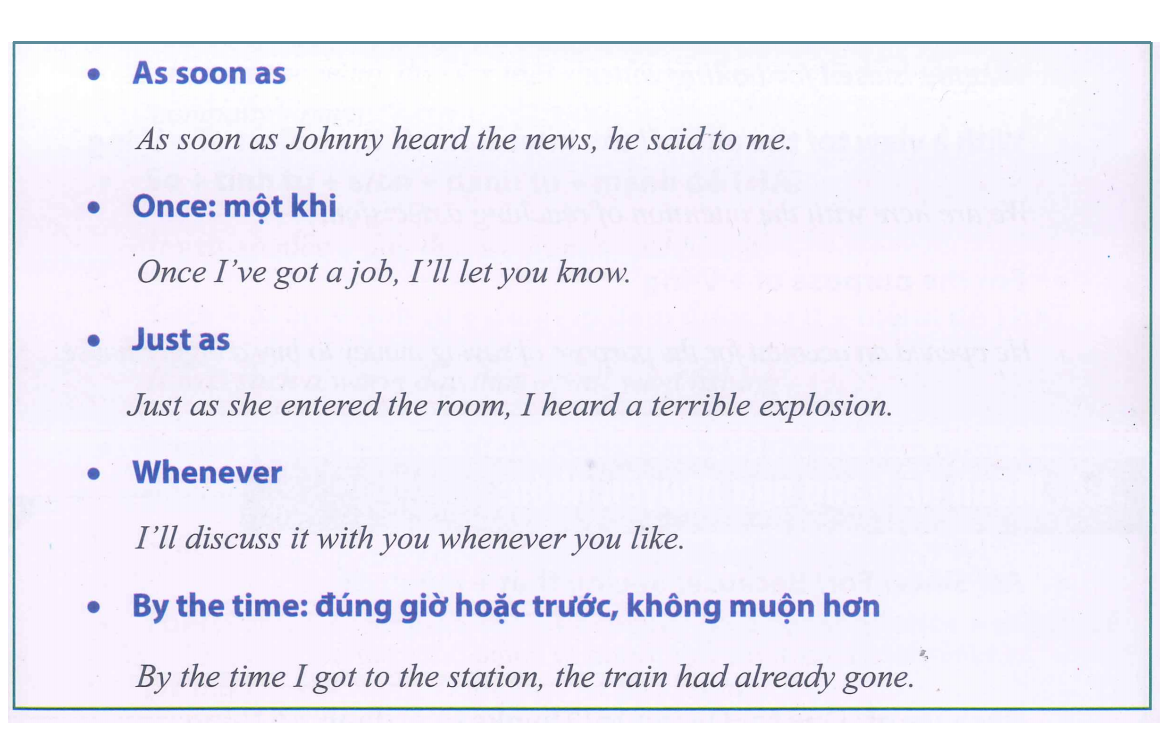 • As soon as
As soon as Johnny heard the news, he said to me.
• Once: một khi
Once I've got a job, I'll let you know.
• Just as
Just as she entered the room, I heard a terrible explosion.
• Whenever
I'll discuss it with you whenever you like.
• By the time: đúng giờ hoặc trước, không muộn hơn
By the time I got to the station, the train had already gone.